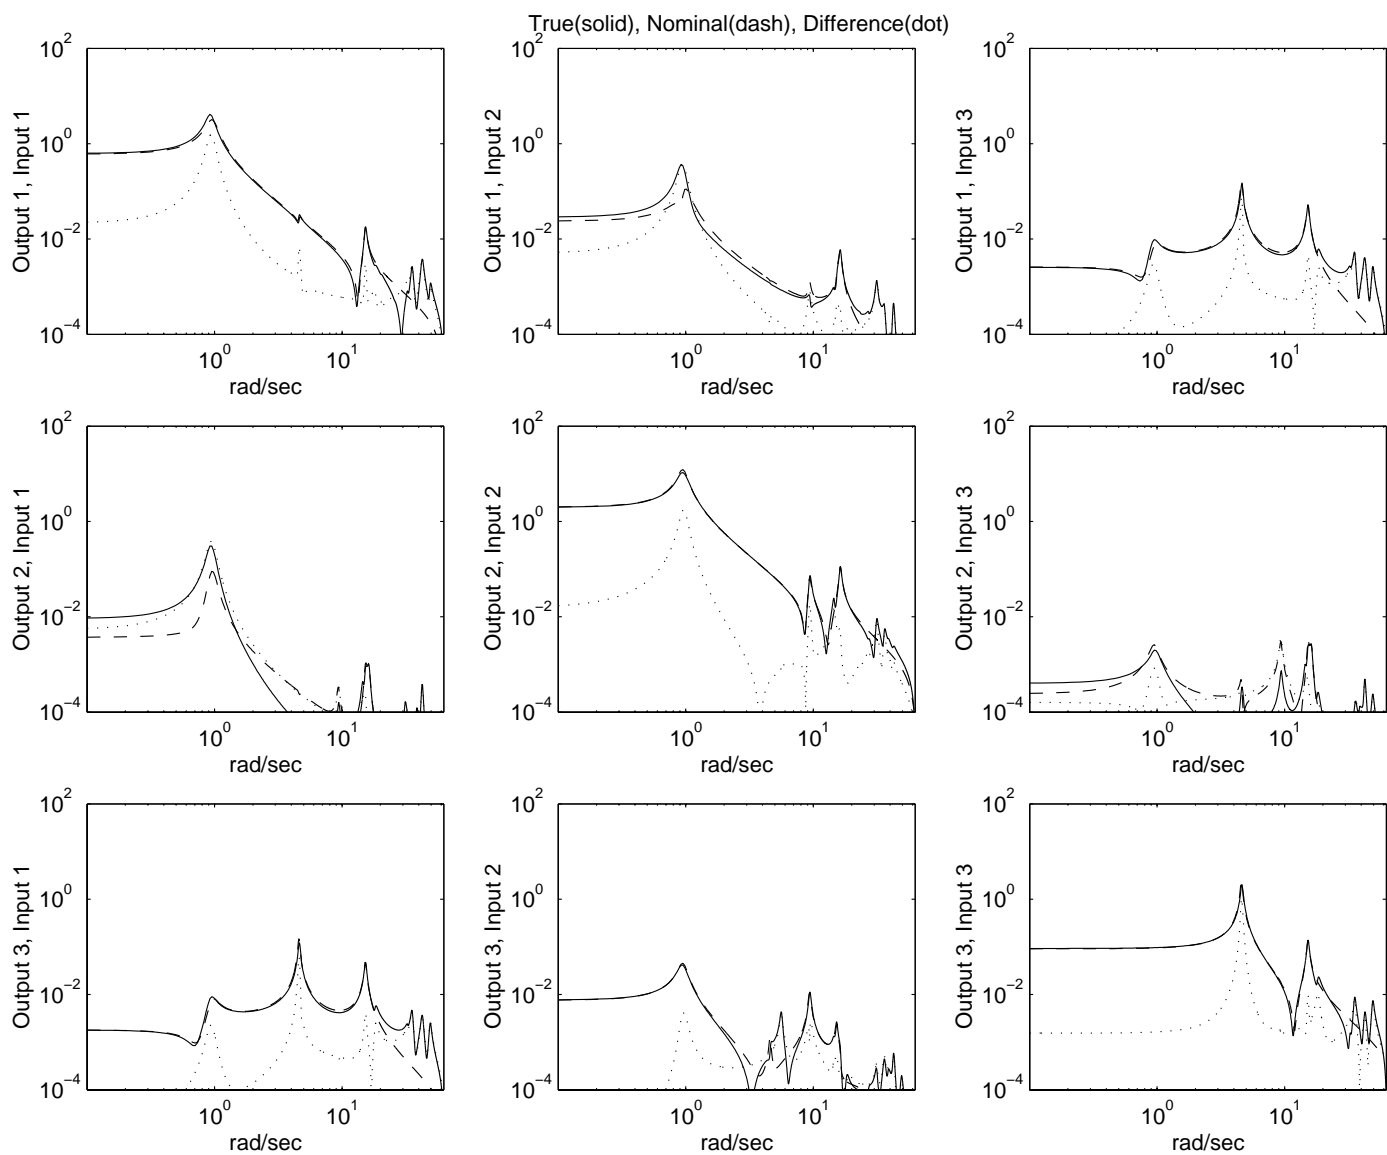 True(solid), Nominal(dash), Difference(dot)
Output 1, Input 1
10^2
10^0
10^-2
10^-4
10^0 10^1
rad/sec
Output 1, Input 2
10^2
10^0
10^-2
10^-4
10^0 10^1
rad/sec
Output 1, Input 3
10^2
10^0
10^-2
10^-4
10^0 10^1
rad/sec
Output 2, Input 1
10^2
10^0
10^-2
10^-4
10^0 10^1
rad/sec
Output 2, Input 2
10^2
10^0
10^-2
10^-4
10^0 10^1
rad/sec
Output 2, Input 3
10^2
10^0
10^-2
10^-4
10^0 10^1
rad/sec
Output 3, Input 1
10^2
10^0
10^-2
10^-4
10^0 10^1
rad/sec
Output 3, Input 2
10^2
10^0
10^-2
10^-4
10^0 10^1
rad/sec
Output 3, Input 3
10^2
10^0
10^-2
10^-4
10^0 10^1
rad/sec